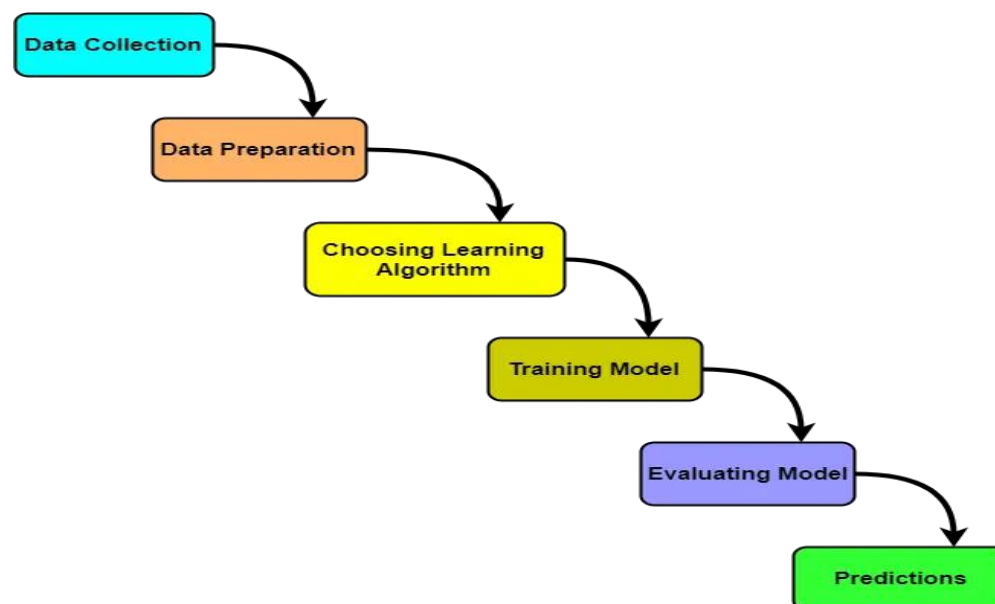 Data Collection
Data Preparation
Choosing Learning
Algorithm
Training Model
Evaluating Model
Predictions